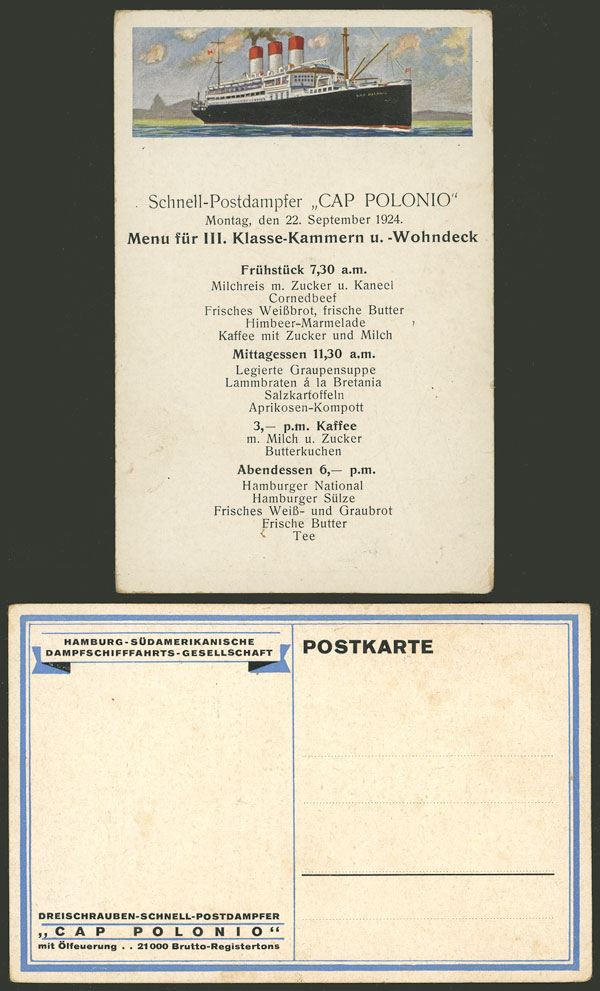 Schnell-Postdampfer „CAP POLONIO“
Montag, den 22. September 1924.
Menu für III. Klasse-Kammern u. -Wohndeck
Frühstück 7,30 a.m.
Milchreis m. Zucker u. Kaneel
Cornedbeef
Frisches Weißbrot, frische Butter
Himbeer-Marmelade
Kaffee mit Zucker und Milch
Mittagessen 11,30 a.m.
Legierte Graupensuppe
Lammbraten á la Bretania
Salzkartoffeln
Aprikosen-Kompott
3,— p.m. Kaffee
m. Milch u. Zucker
Butterkuchen
Abendessen 6,— p.m.
Hamburger National
Hamburger Sülze
Frisches Weiß- und Graubrot
Frische Butter
Tee
HAMBURG-SÜDAMERIKANISCHE
DAMPFSCHIFFFAHRTS-GESELLSCHAFT
POSTKARTE
DREISCHRAUBEN-SCHNELL-POSTDAMPFER
„CAP POLONIO“
mit Ölfeuerung . . 21000 Brutto-Registertons